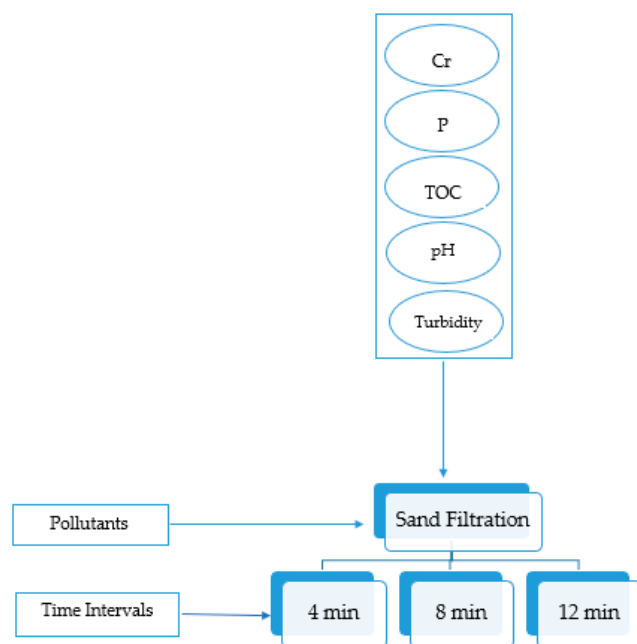 Cr
P
TOC
pH
Turbidity
Pollutants
Sand Filtration
Time Intervals
4 min
8 min
12 min